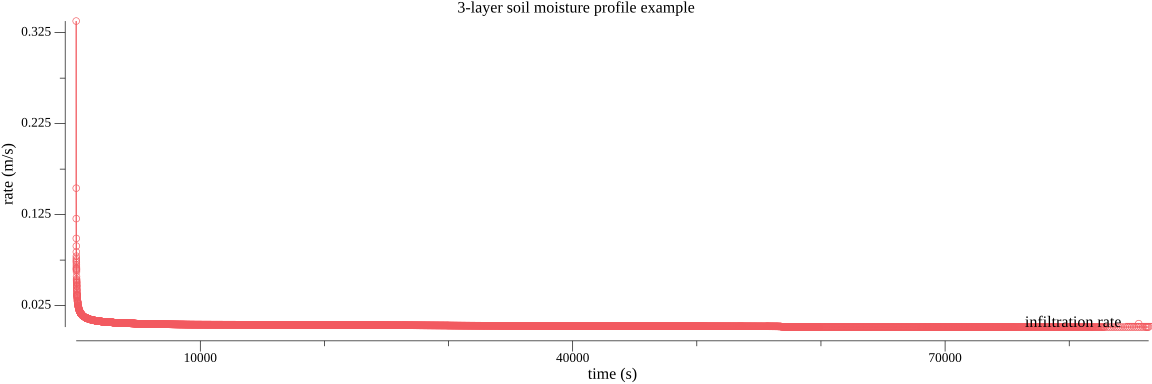 3-layer soil moisture profile example
0.325
0.225
0.125
0.025
rate (m/s)
infiltration rate
10000
40000
70000
time (s)